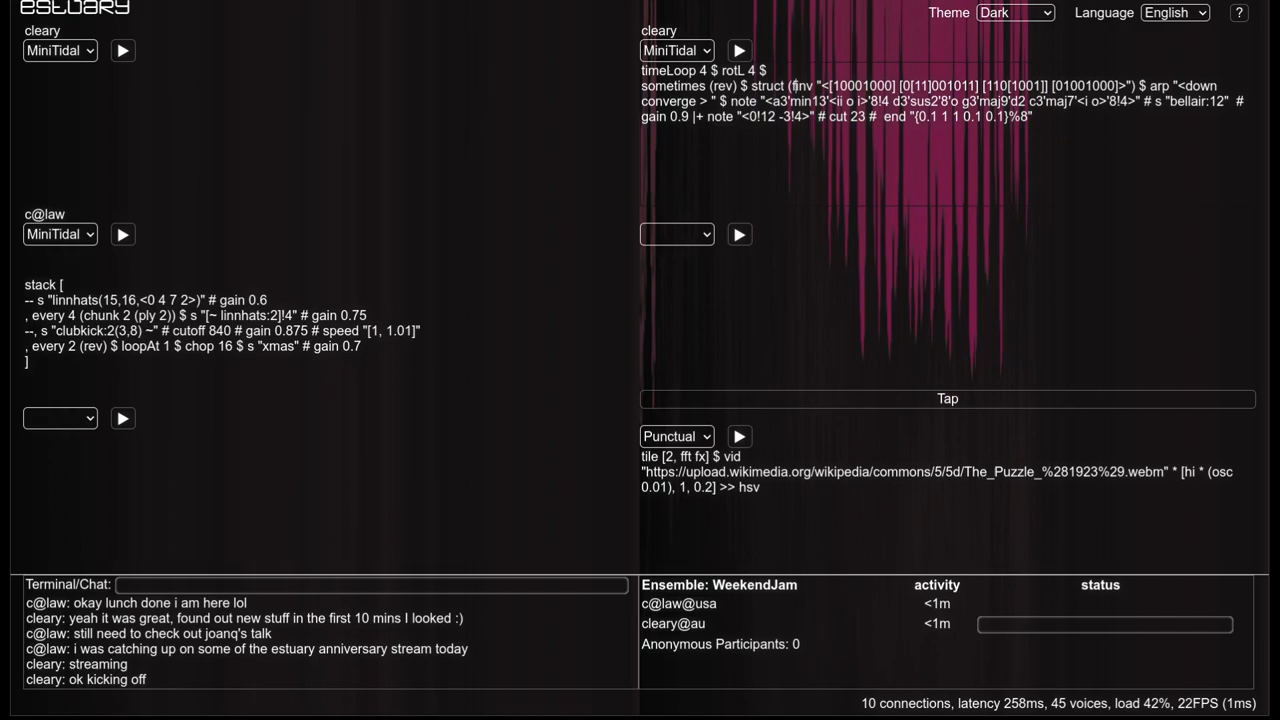 estuary
Theme Dark Language English ?
cleary
MiniTidal
cleary
MiniTidal
timeLoop 4 $ rotL 4 $
sometimes (rev) $ struct (finv "<[10001000] [0[11]001011] [110[1001]] [01001000]>") $ arp "<down
converge > " $ note "<a3'min13'<ii o i>'8!4 d3'sus2'8'o g3'maj9'd2 c3'maj7'<i o>'8!4>" # s "bellair:12" #
gain 0.9 |+ note "<0!12 -3!4>" # cut 23 # end "{0.1 1 1 0.1 0.1}%8"
c@law
MiniTidal
stack [
-- s "linnhats(15,16,<0 4 7 2>)" # gain 0.6
, every 4 (chunk 2 (ply 2)) $ s "[~ linnhats:2]!4" # gain 0.75
--, s "clubkick:2(3,8) ~" # cutoff 840 # gain 0.875 # speed "[1, 1.01]"
, every 2 (rev) $ loopAt 1 $ chop 16 $ s "xmas" # gain 0.7
]
Tap
Punctual
tile [2, fft fx] $ vid
"https://upload.wikimedia.org/wikipedia/commons/5/5d/The_Puzzle_%281923%29.webm" * [hi * (osc
0.01), 1, 0.2] >> hsv
Terminal/Chat:
c@law: okay lunch done i am here lol
cleary: yeah it was great, found out new stuff in the first 10 mins I looked :)
c@law: still need to check out joanq's talk
c@law: i was catching up on some of the estuary anniversary stream today
cleary: streaming
cleary: ok kicking off
Ensemble: WeekendJam activity status
c@law@usa <1m
cleary@au <1m
Anonymous Participants: 0
10 connections, latency 258ms, 45 voices, load 42%, 22FPS (1ms)